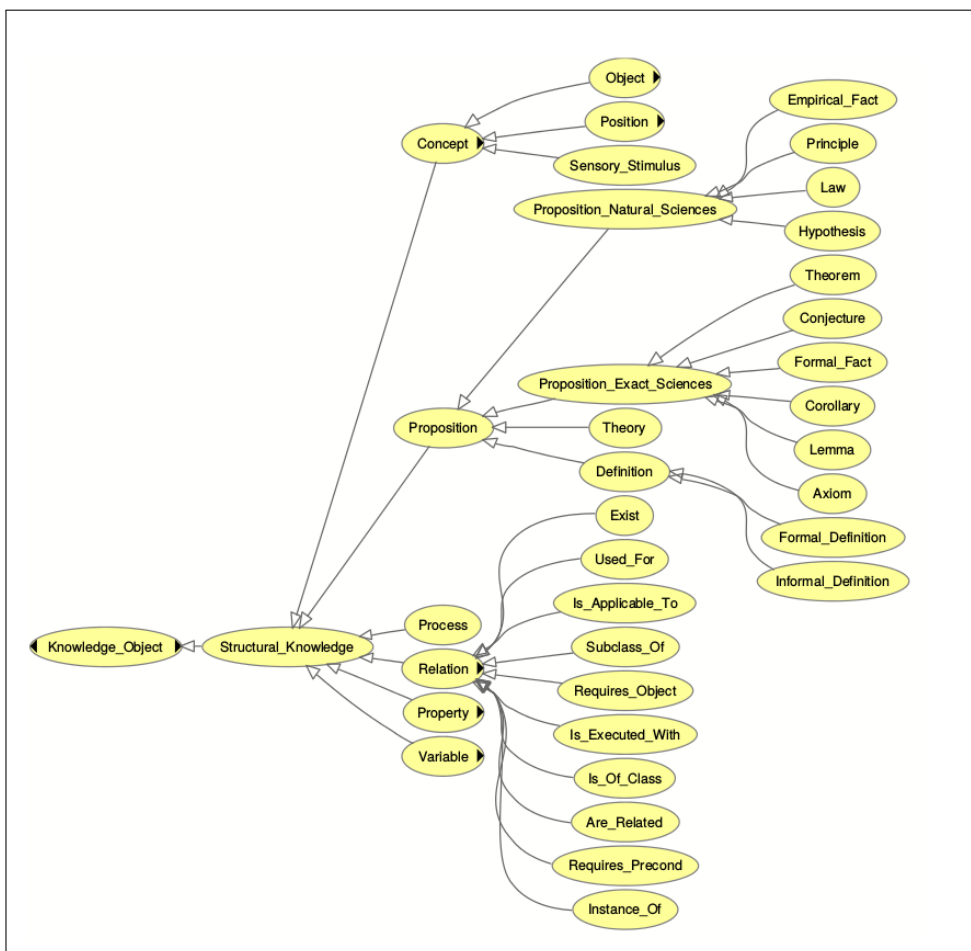 Object
Empirical_Fact
Position
Concept
Principle
Sensory_Stimulus
Law
Proposition_Natural_Sciences
Hypothesis
Theorem
Conjecture
Formal_Fact
Proposition_Exact_Sciences
Corollary
Proposition
Theory
Lemma
Definition
Axiom
Exist
Formal_Definition
Used_For
Informal_Definition
Is_Applicable_To
Process
Knowledge_Object
Structural_Knowledge
Subclass_Of
Relation
Requires_Object
Property
Is_Executed_With
Variable
Is_Of_Class
Are_Related
Requires_Precond
Instance_Of